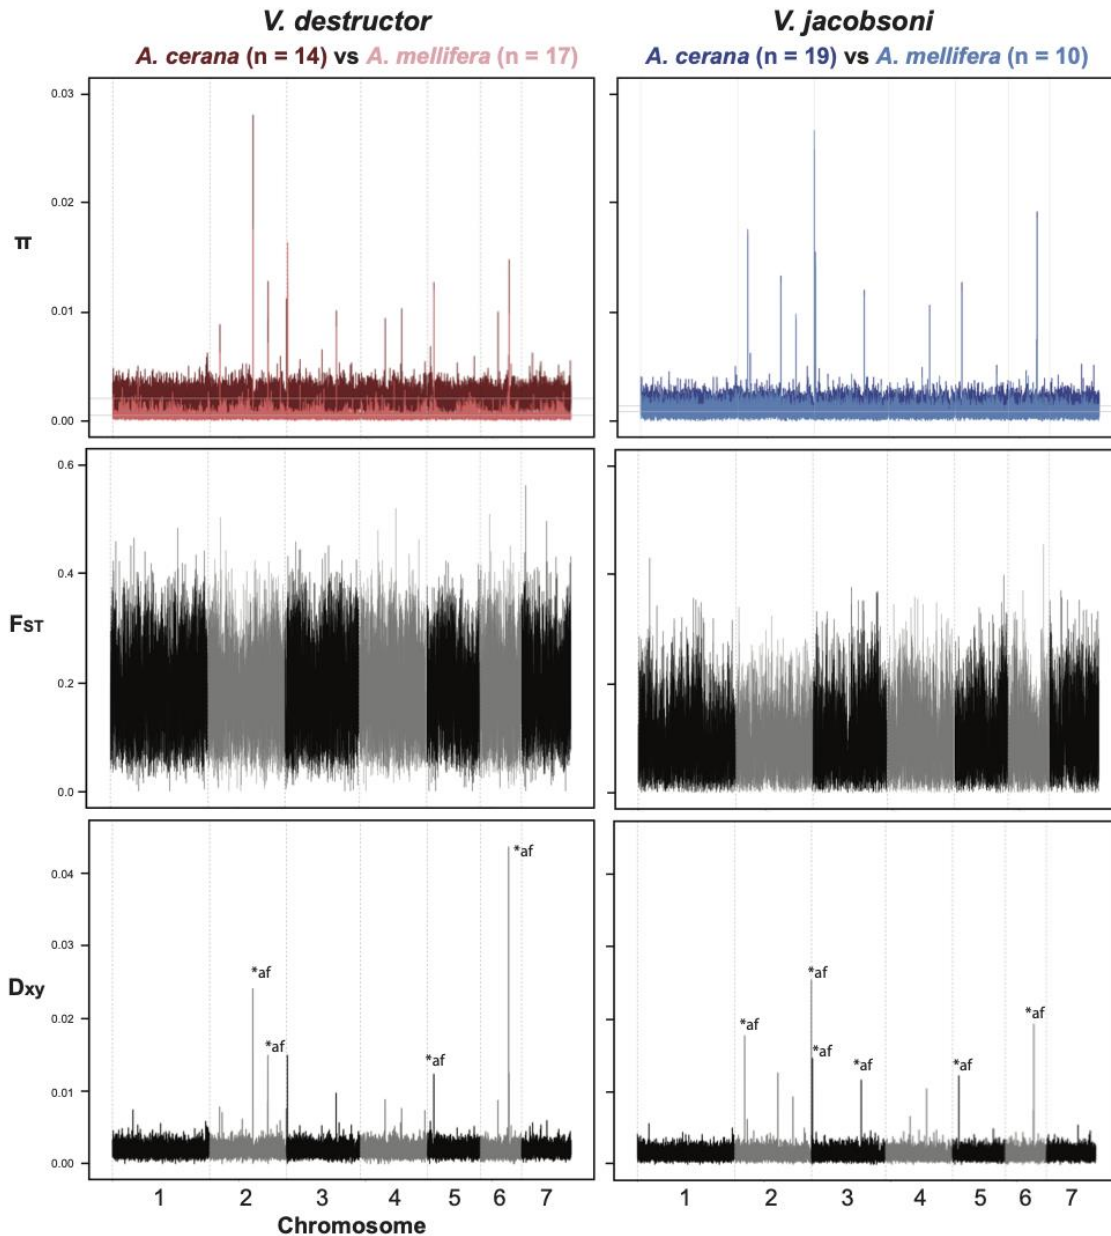 V. destructor
V. jacobsoni
A. cerana (n = 14) vs A. mellifera (n = 17)
A. cerana (n = 19) vs A. mellifera (n = 10)
0.03
0.02
π
0.01
0.00
0.6
0.4
FST
0.2
0.0
*af
0.04
0.03
*af
*af
Dxy
0.02
*af
*af
*af
*af
*af
*af
*af
0.01
0.00
1 2 3 4 5 6 7
1 2 3 4 5 6 7
Chromosome